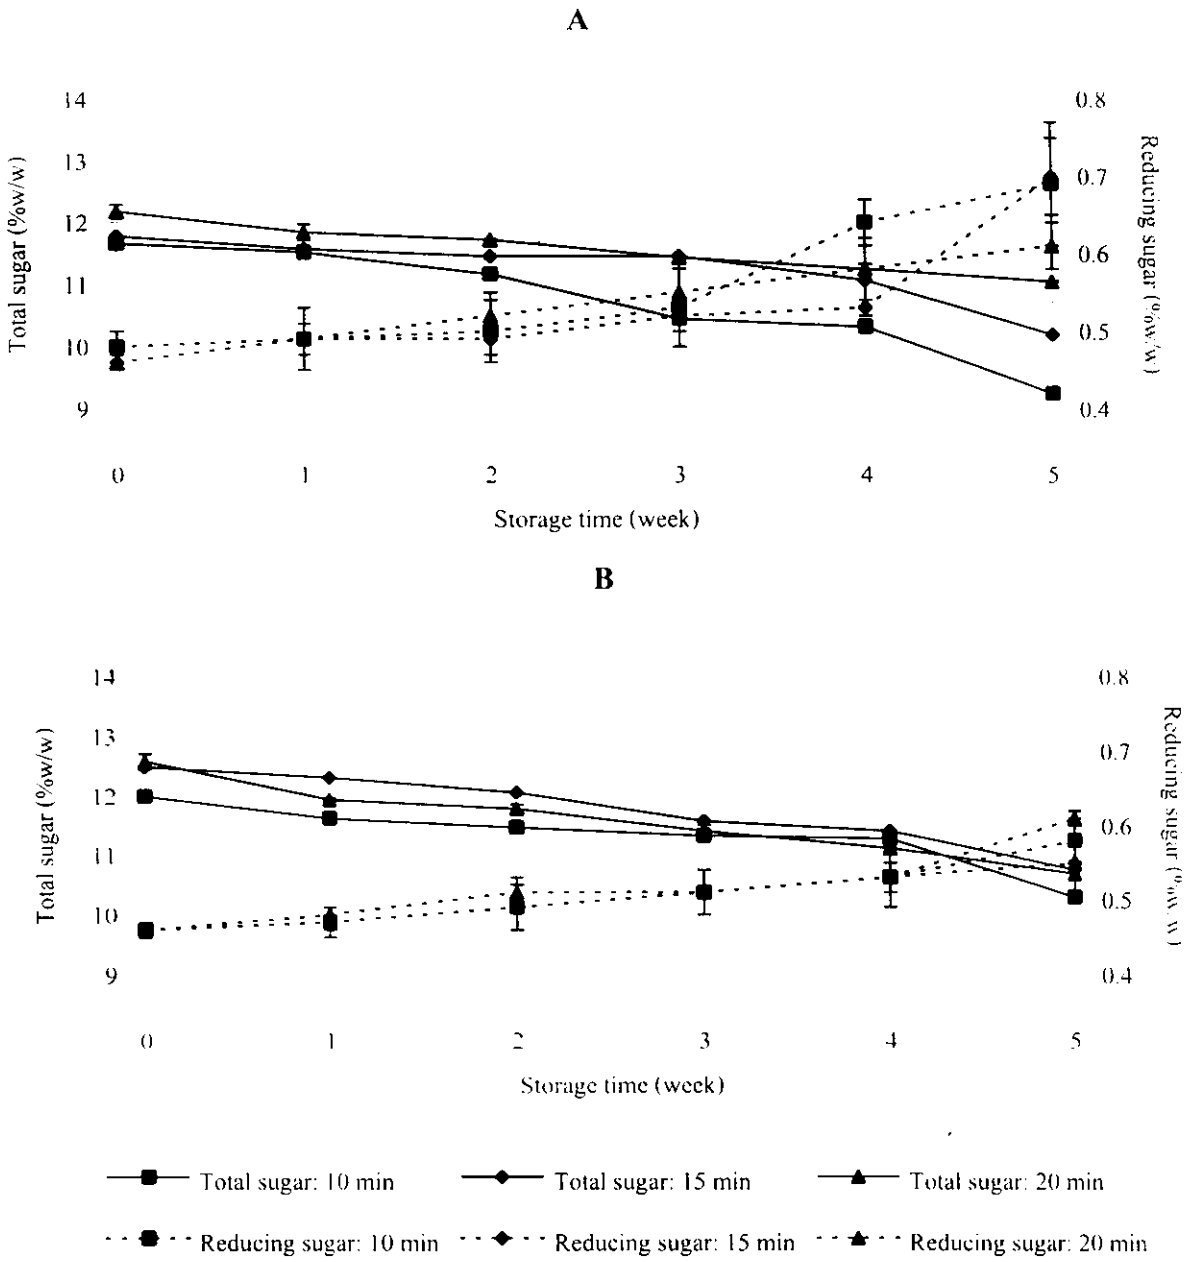 A
14
13
12
11
10
9
Total sugar (%w/w)
0.8
0.7
0.6
0.5
0.4
Reducing sugar (%w/w)
0 1 2 3 4 5
Storage time (week)
B
14
13
12
11
10
9
Total sugar (%w/w)
0.8
0.7
0.6
0.5
0.4
Reducing sugar (%w/w)
0 1 2 3 4 5
Storage time (week)
Total sugar: 10 min Total sugar: 15 min Total sugar: 20 min
Reducing sugar: 10 min Reducing sugar: 15 min Reducing sugar: 20 min